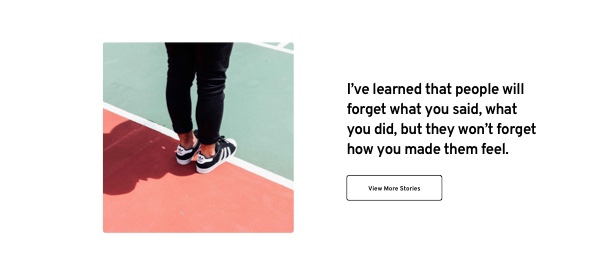 I’ve learned that people will
forget what you said, what
you did, but they won’t forget
how you made them feel.
View More Stories